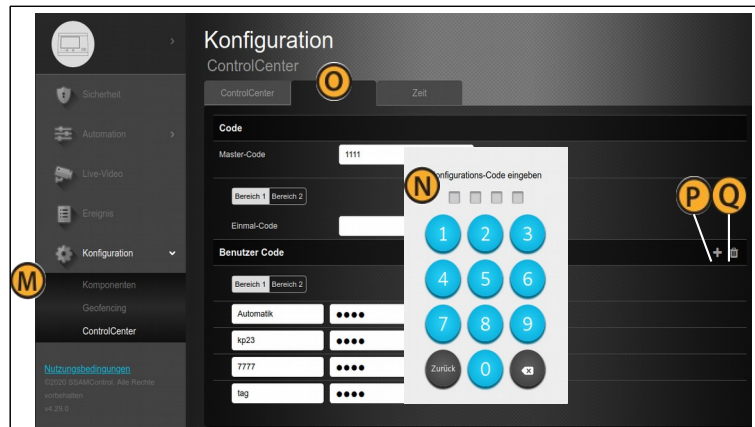 Konfiguration
ControlCenter
ControlCenter
O
Zeit
Sicherheit
Automation
Live-Video
Ereignis
Konfiguration
M
Komponenten
Geofencing
ControlCenter
Nutzungsbedingungen
©2020 SSAMControl. Alle Rechte
vorbehalten
v4.25.0
Code
Master-Code 1111
Bereich 1 Bereich 2
Einmal-Code
Benutzer Code
Bereich 1 Bereich 2
Automatik ●●●●
kp23 ●●●●
7777 ●●●●
tag ●●●●
N
onfigurations-Code eingeben
1 2 3
4 5 6
7 8 9
Zurück 0
P Q